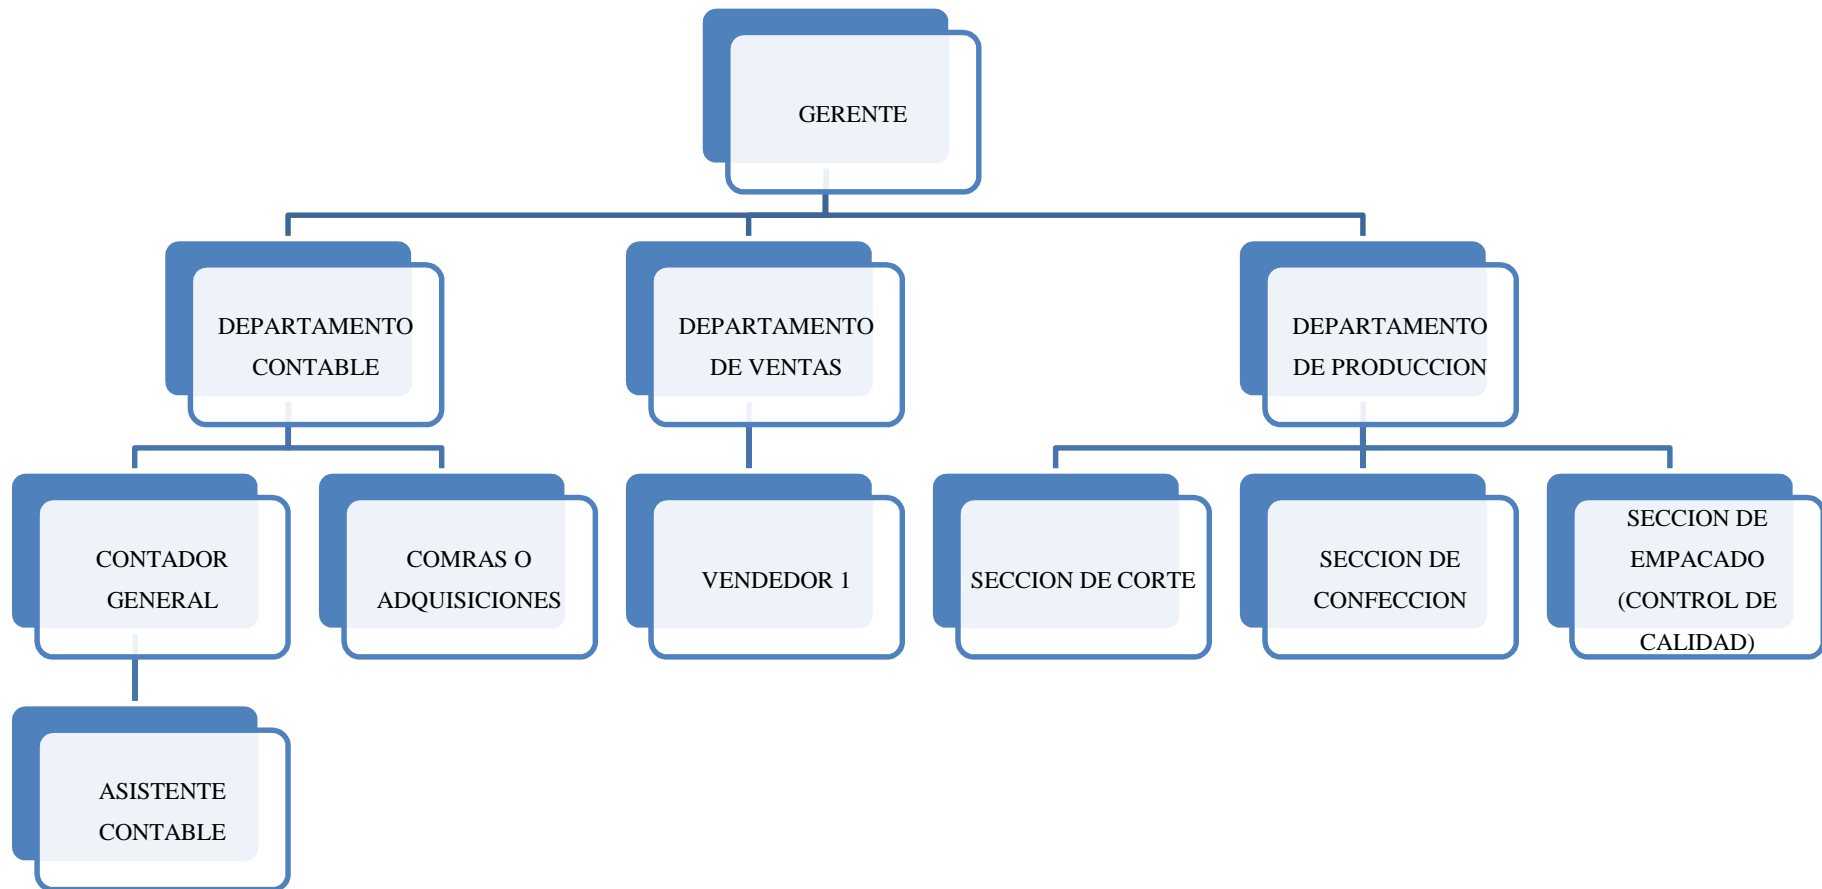 GERENTE
DEPARTAMENTO
CONTABLE
DEPARTAMENTO
DE VENTAS
DEPARTAMENTO
DE PRODUCCION
CONTADOR
GENERAL
COMRAS O
ADQUISICIONES
VENDEDOR 1
SECCION DE CORTE
SECCION DE
CONFECCION
SECCION DE
EMPACADO
(CONTROL DE
CALIDAD)
ASISTENTE
CONTABLE